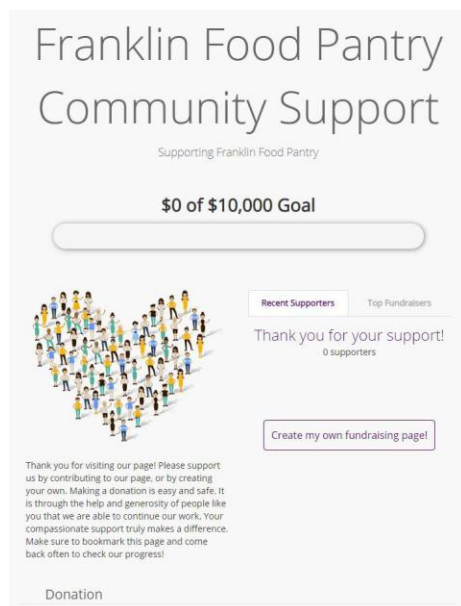 Franklin Food Pantry
Community Support
Supporting Franklin Food Pantry
$0 of $10,000 Goal
Recent Supporters
Top Fundraisers
Thank you for your support!
0 supporters
Create my own fundraising page!
Thank you for visiting our page! Please support
us by contributing to our page, or by creating
your own. Making a donation is easy and safe. It
is through the help and generosity of people like
you that we are able to continue our work. Your
compassionate support truly makes a difference.
Make sure to bookmark this page and come
back often to check our progress!
Donation